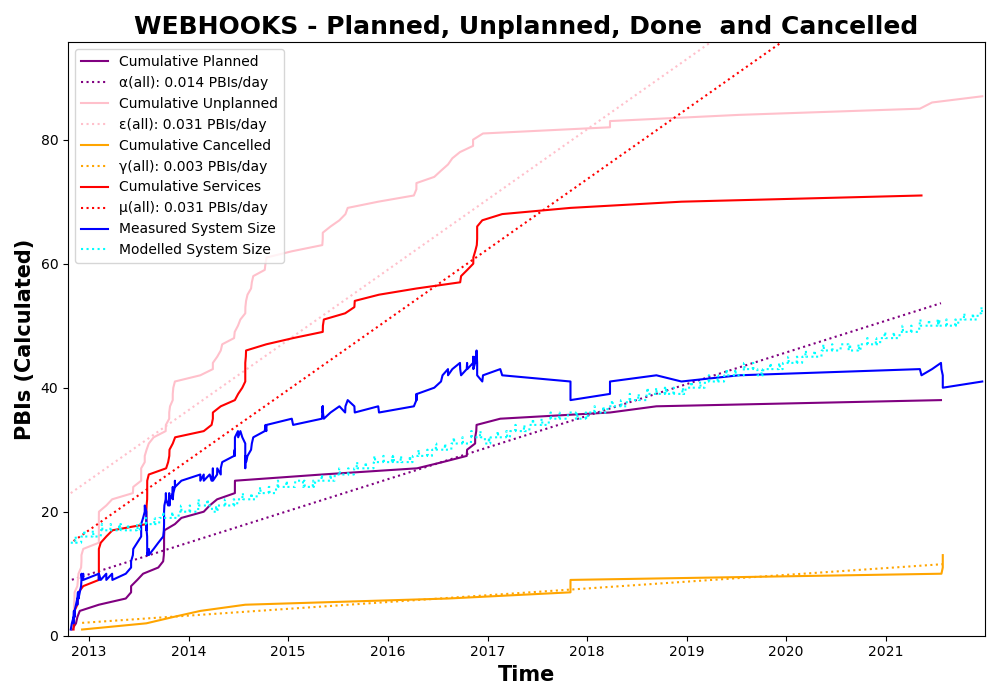 WEBHOOKS - Planned, Unplanned, Done  and Cancelled
Cumulative Planned
α(all): 0.014 PBIs/day
Cumulative Unplanned
ε(all): 0.031 PBIs/day
Cumulative Cancelled
γ(all): 0.003 PBIs/day
Cumulative Services
μ(all): 0.031 PBIs/day
Measured System Size
Modelled System Size
PBIs (Calculated)
80
60
40
20
0
2013 2014 2015 2016 2017 2018 2019 2020 2021
Time